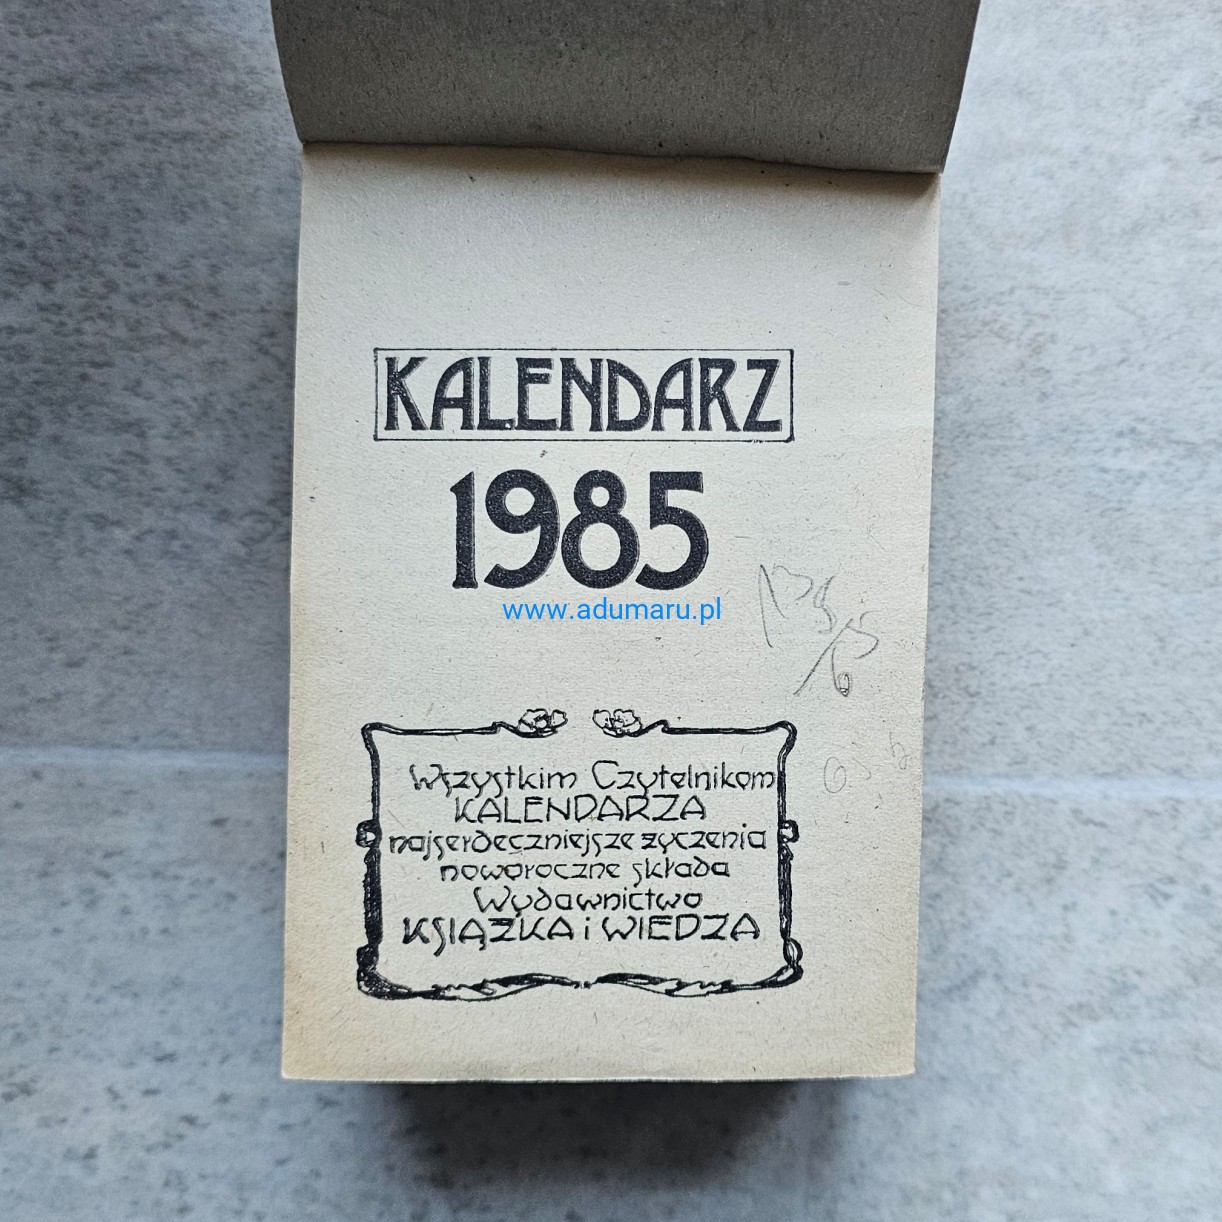 KALENDARZ
1985
www.adumaru.pl
Wszystkim Czytelnikom
KALENDARZA
najserdeczniejsze życzenia
noworoczne składa
Wydawnictwo
KSIĄŻKA i WIEDZA